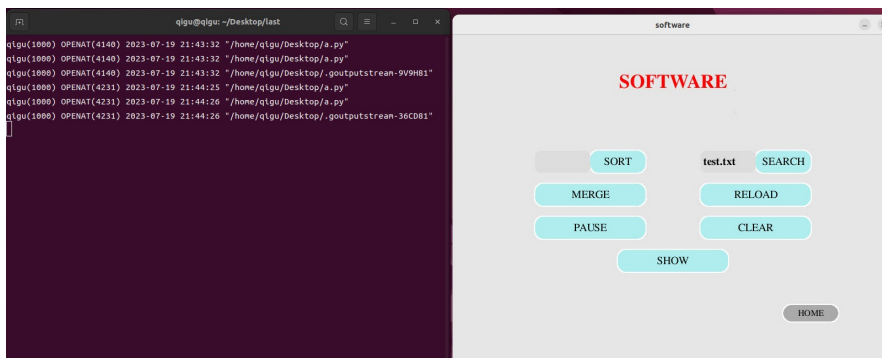 qigu@qigu: ~/Desktop/last
qigu(1000) OPENAT(4140) 2023-07-19 21:43:32 "/home/qigu/Desktop/a.py"
qigu(1000) OPENAT(4140) 2023-07-19 21:43:32 "/home/qigu/Desktop/a.py"
qigu(1000) OPENAT(4140) 2023-07-19 21:43:32 "/home/qigu/Desktop/.goutputstream-9V9H81"
qigu(1000) OPENAT(4231) 2023-07-19 21:44:25 "/home/qigu/Desktop/a.py"
qigu(1000) OPENAT(4231) 2023-07-19 21:44:26 "/home/qigu/Desktop/a.py"
qigu(1000) OPENAT(4231) 2023-07-19 21:44:26 "/home/qigu/Desktop/.goutputstream-36CD81"
software
SOFTWARE
SORT
test.txt SEARCH
MERGE
RELOAD
PAUSE
CLEAR
SHOW
HOME